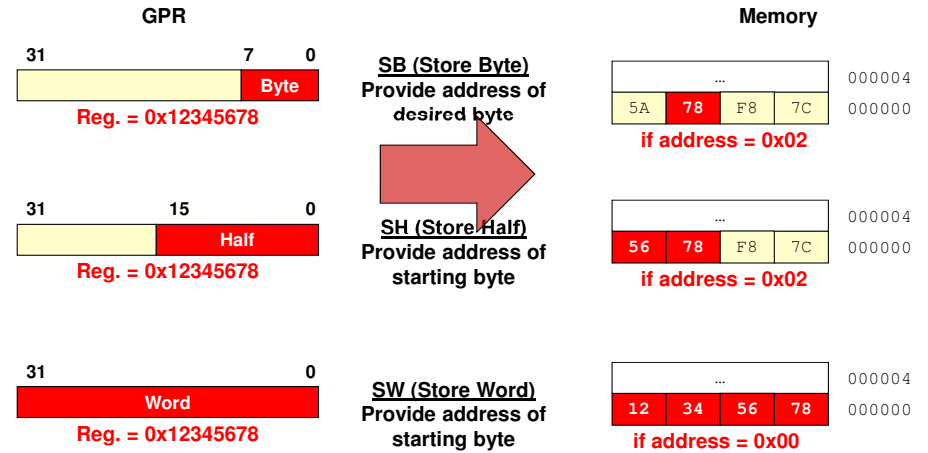 GPR
Memory
31 7 0
Byte
Reg. = 0x12345678
SB (Store Byte)
Provide address of
desired byte
...
000004
5A 78 F8 7C
000000
if address = 0x02
31 15 0
Half
Reg. = 0x12345678
SH (Store Half)
Provide address of
starting byte
...
000004
56 78 F8 7C
000000
if address = 0x02
31 0
Word
Reg. = 0x12345678
SW (Store Word)
Provide address of
starting byte
...
000004
12 34 56 78
000000
if address = 0x00